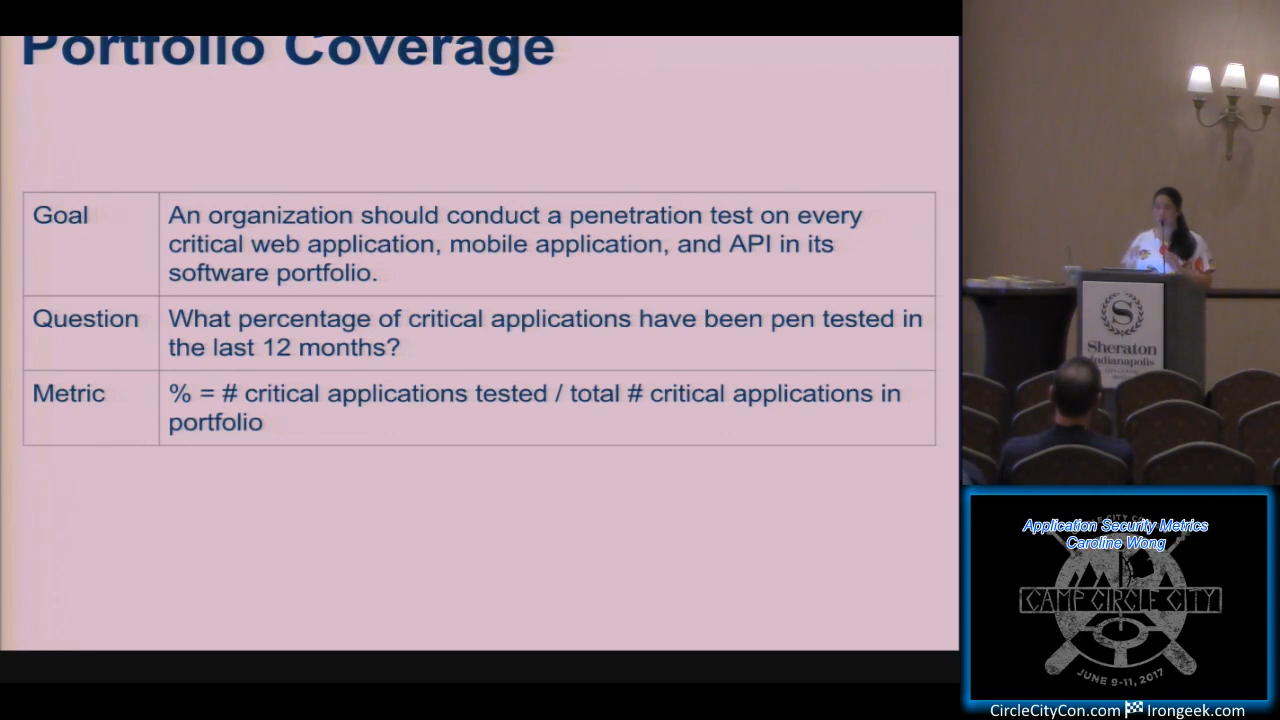 Portfolio Coverage
Goal
An organization should conduct a penetration test on every
critical web application, mobile application, and API in its
software portfolio.
Question
What percentage of critical applications have been pen tested in
the last 12 months?
Metric
% = # critical applications tested / total # critical applications in
portfolio
S
Sheraton
Indianapolis
Application Security Metrics
Caroline Wong
CAMP CIRCLE CITY
JUNE 9-11, 2017
CircleCityCon.com Irongeek.com